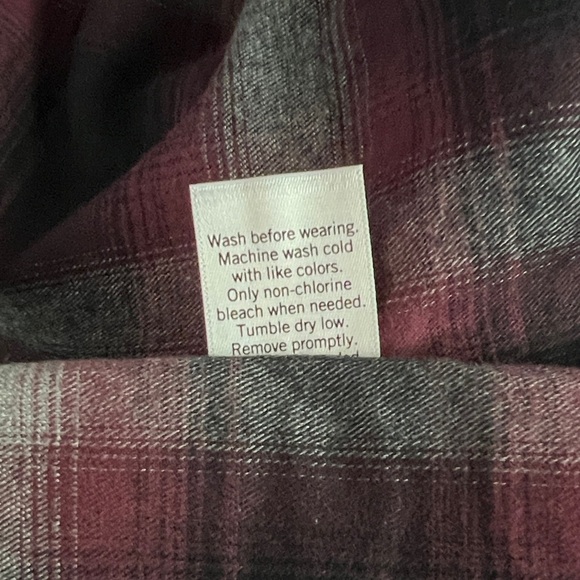 Wash before wearing.
Machine wash cold
with like colors.
Only non-chlorine
bleach when needed.
Tumble dry low.
Remove promptly.